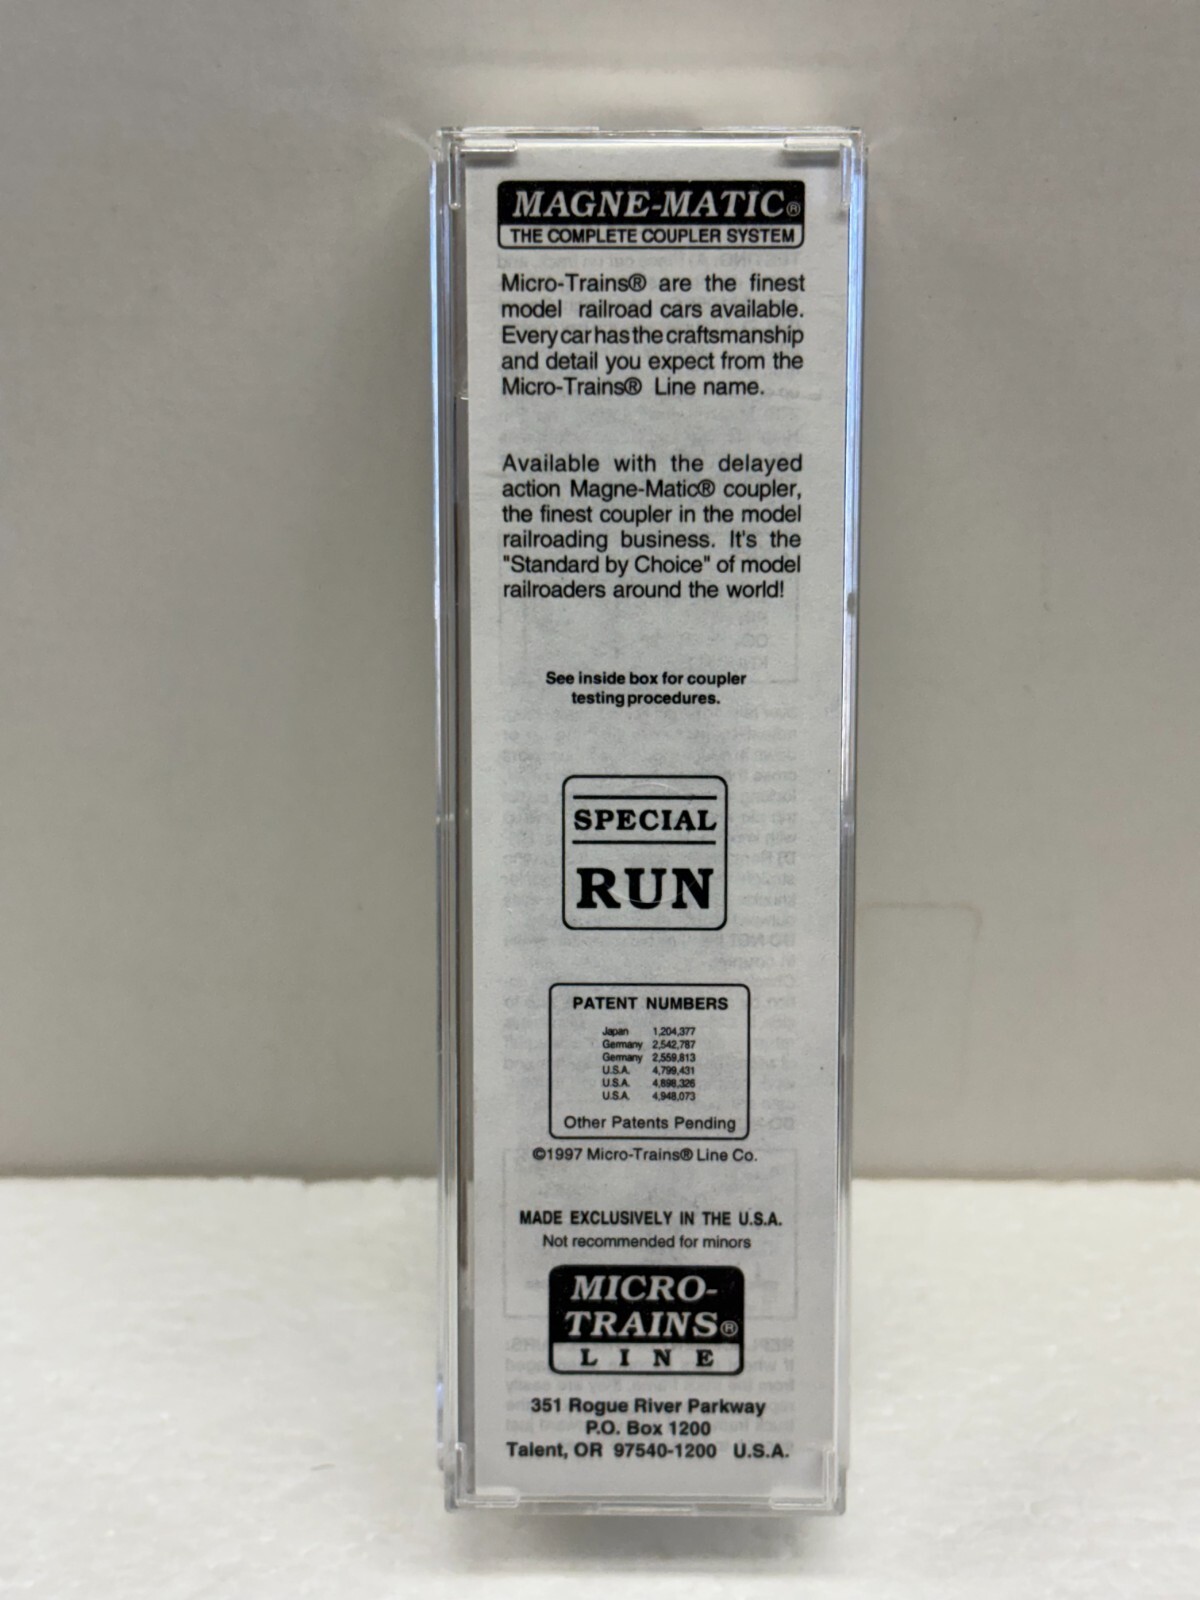 MAGNE-MATIC®
THE COMPLETE COUPLER SYSTEM
Micro-Trains® are the finest
model railroad cars available.
Every car has the craftsmanship
and detail you expect from the
Micro-Trains® Line name.
Available with the delayed
action Magne-Matic® coupler,
the finest coupler in the model
railroading business. It's the
"Standard by Choice" of model
railroaders around the world!
See inside box for coupler
testing procedures.
SPECIAL
RUN
PATENT NUMBERS
Japan 1,204,377
Germany 2,542,787
Germany 2,559,813
U.S.A. 4,799,431
U.S.A. 4,898,326
U.S.A. 4,948,073
Other Patents Pending
©1997 Micro-Trains® Line Co.
MADE EXCLUSIVELY IN THE U.S.A.
Not recommended for minors
MICRO-
TRAINS®
LINE
351 Rogue River Parkway
P.O. Box 1200
Talent, OR 97540-1200 U.S.A.